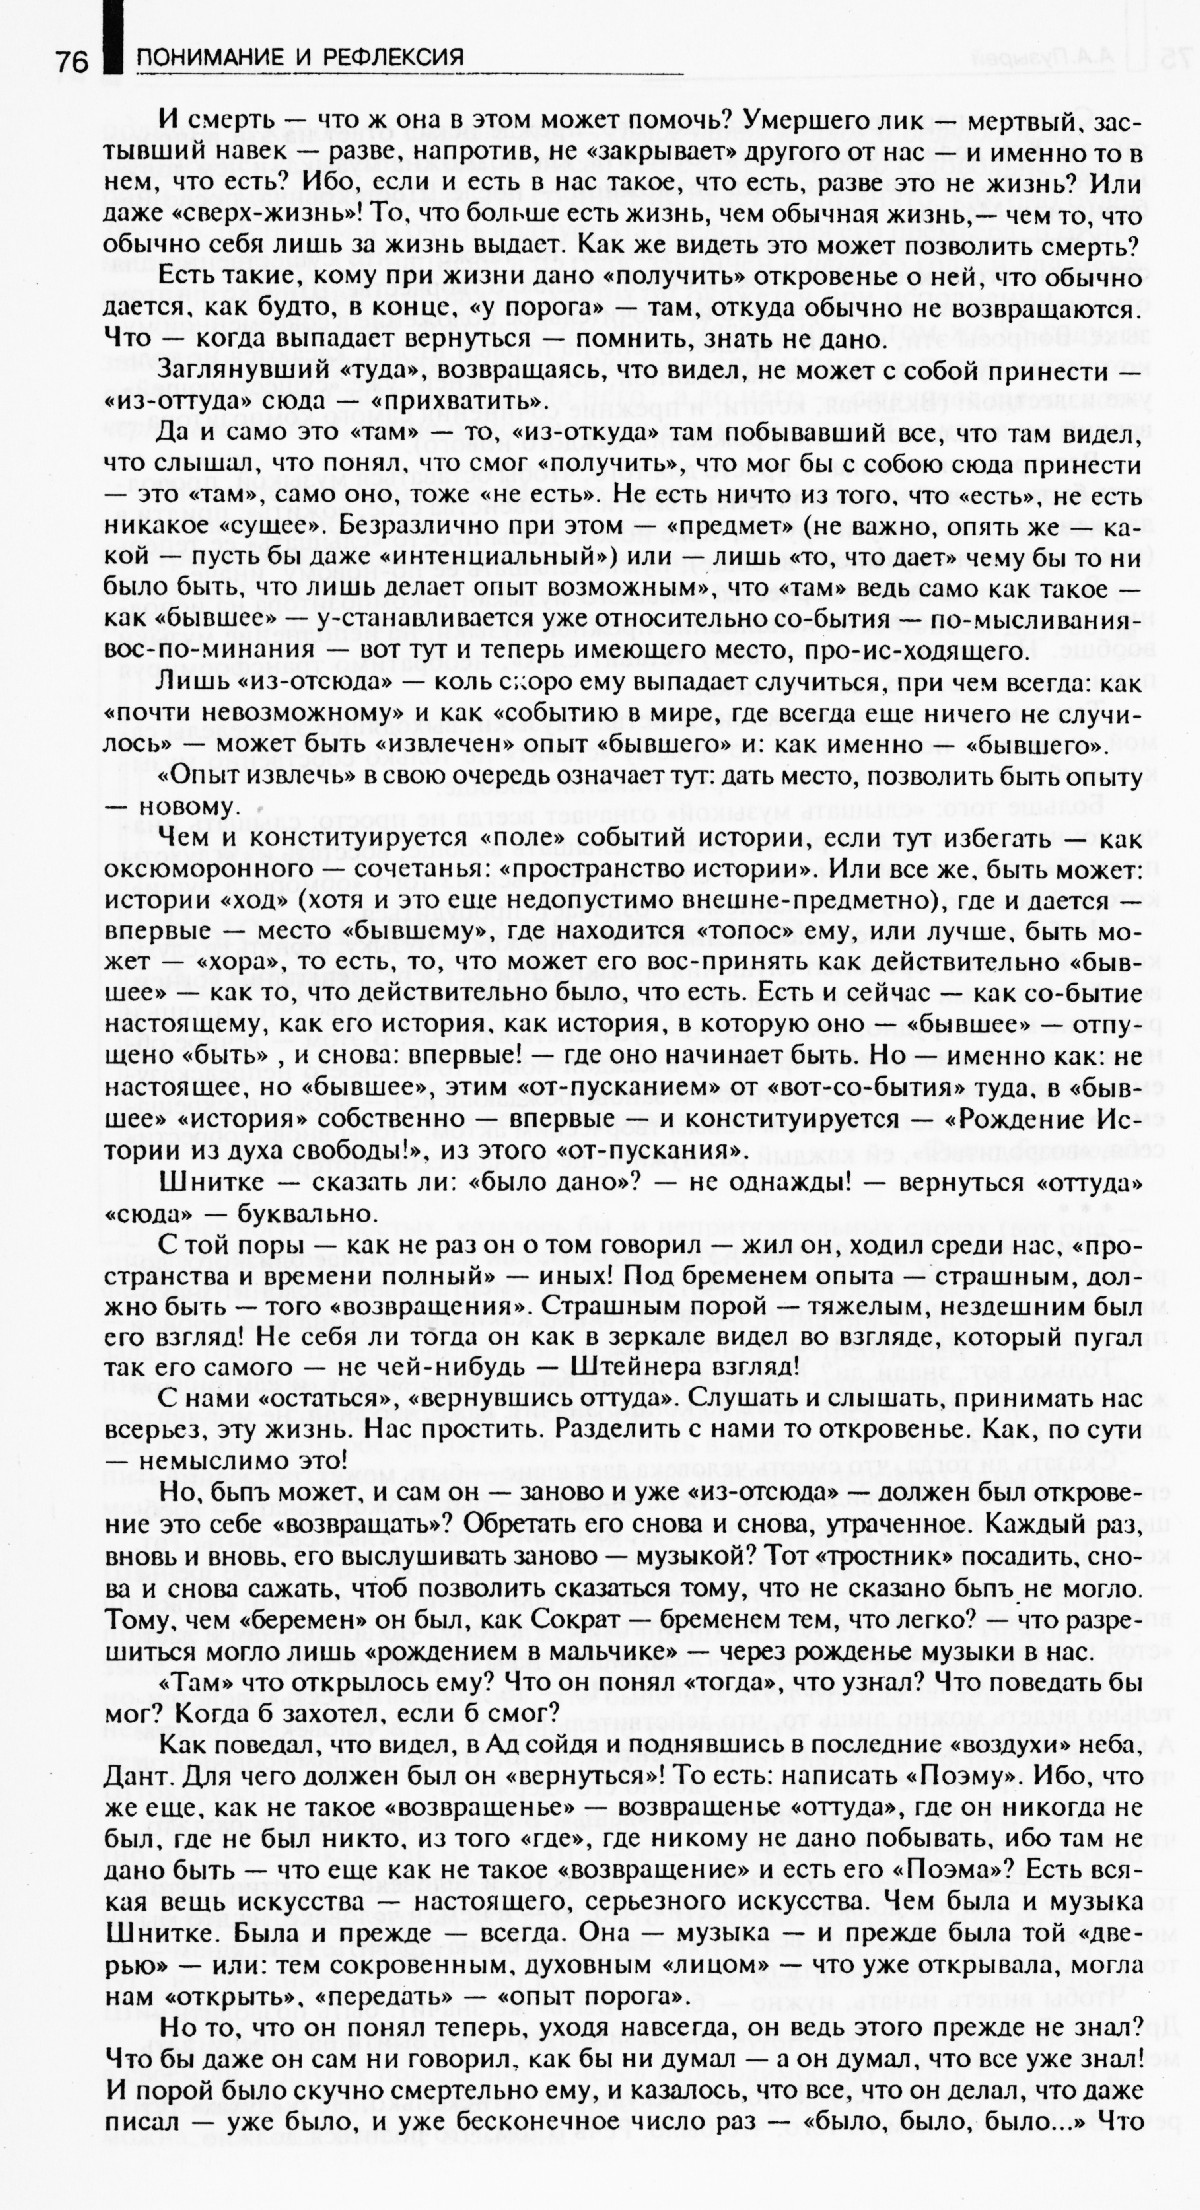 76 ПОНИМАНИЕ И РЕФЛЕКСИЯ
И смерть — что ж она в этом может помочь? Умершего лик — мертвый, зас-
тывший навек — разве, напротив, не «закрывает» другого от нас — и именно то в
нем, что есть? Ибо, если и есть в нас такое, что есть, разве это не жизнь? Или
даже «сверх-жизнь»! То, что больше есть жизнь, чем обычная жизнь,— чем то, что
обычно себя лишь за жизнь выдает. Как же видеть это может позволить смерть?
Есть такие, кому при жизни дано «получить» откровенье о ней, что обычно
дается, как будто, в конце, «у порога» — там, откуда обычно не возвращаются.
Что — когда выпадает вернуться — помнить, знать не дано.
Заглянувший «туда», возвращаясь, что видел, не может с собой принести —
«из-оттуда» сюда — «прихватить».
Да и само это «там» — то, «из-откуда» там побывавший все, что там видел,
что слышал, что понял, что смог «получить», что мог бы с собою сюда принести
— это «там», само оно, тоже «не есть». Не есть ничто из того, что «есть», не есть
никакое «сущее». Безразлично при этом — «предмет» (не важно, опять же — ка-
кой — пусть бы даже «интенциальный») или — лишь «то, что дает» чему бы то ни
было быть, что лишь делает опыт возможным», что «там» ведь само как такое —
как «бывшее» — у-станавливается уже относительно со-бытия — по-мысливания-
вос-по-минания — вот тут и теперь имеющего место, про-ис-ходящего.
Лишь «из-отсюда» — коль скоро ему выпадает случиться, при чем всегда: как
«почти невозможному» и как «событию в мире, где всегда еще ничего не случи-
лось» — может быть «извлечен» опыт «бывшего» и: как именно — «бывшего».
«Опыт извлечь» в свою очередь означает тут: дать место, позволить быть опыту
— новому.
Чем и конституируется «поле» событий истории, если тут избегать — как
оксюморонного — сочетанья: «пространство истории». Или все же, быть может:
истории «ход» (хотя и это еще недопустимо внешне-предметно), где и дается —
впервые — место «бывшему», где находится «топос» ему, или лучше, быть мо-
жет — «хора», то есть, то, что может его вос-принять как действительно «быв-
шее» — как то, что действительно было, что есть. Есть и сейчас — как со-бытие
настоящему, как его история, как история, в которую оно — «бывшее» — отпу-
щено «быть» , и снова: впервые! — где оно начинает быть. Но — именно как: не
настоящее, но «бывшее», этим «от-пусканием» от «вот-со-бытия» туда, в «быв-
шее» «история» собственно — впервые — и конституируется — «Рождение Ис-
тории из духа свободы!», из этого «от-пускания».
Шнитке — сказать ли: «было дано»? — не однажды! — вернуться «оттуда»
«сюда» — буквально.
С той поры — как не раз он о том говорил — жил он, ходил среди нас, «про-
странства и времени полный» — иных! Под бременем опыта — страшным, дол-
жно быть — того «возвращения». Страшным порой — тяжелым, нездешним был
его взгляд! Не себя ли тогда он как в зеркале видел во взгляде, который пугал
так его самого — не чей-нибудь — Штейнера взгляд!
С нами «остаться», «вернувшись оттуда». Слушать и слышать, принимать нас
всерьез, эту жизнь. Нас простить. Разделить с нами то откровенье. Как, по сути
— немыслимо это!
Но, бьпъ может, и сам он — заново и уже «из-отсюда» — должен был открове-
ние это себе «возвращать»? Обретать его снова и снова, утраченное. Каждый раз,
вновь и вновь, его выслушивать заново — музыкой? Тот «тростник» посадить, сно-
ва и снова сажать, чтоб позволить сказаться тому, что не сказано бьпъ не могло.
Тому, чем «беремен» он был, как Сократ — бременем тем, что легко? — что разре-
шиться могло лишь «рождением в мальчике» — через рожденье музыки в нас.
«Там» что открылось ему? Что он понял «тогда», что узнал? Что поведать бы
мог? Когда б захотел, если б смог?
Как поведал, что видел, в Ад сойдя и поднявшись в последние «воздухи» неба,
Дант. Для чего должен был он «вернуться»! То есть: написать «Поэму». Ибо, что
же еще, как не такое «возвращенье» — возвращенье «оттуда», где он никогда не
был, где не был никто, из того «где», где никому не дано побывать, ибо там не
дано быть — что еще как не такое «возвращение» и есть его «Поэма»? Есть вся-
кая вещь искусства — настоящего, серьезного искусства. Чем была и музыка
Шнитке. Была и прежде — всегда. Она — музыка — и прежде была той «две-
рью» — или: тем сокровенным, духовным «лицом» — что уже открывала, могла
нам «открыть», «передать» — «опыт порога».
Но то, что он понял теперь, уходя навсегда, он ведь этого прежде не знал?
Что бы даже он сам ни говорил, как бы ни думал — а он думал, что все уже знал!
И порой было скучно смертельно ему, и казалось, что все, что он делал, что даже
писал — уже было, и уже бесконечное число раз — «было, было, было...» Что